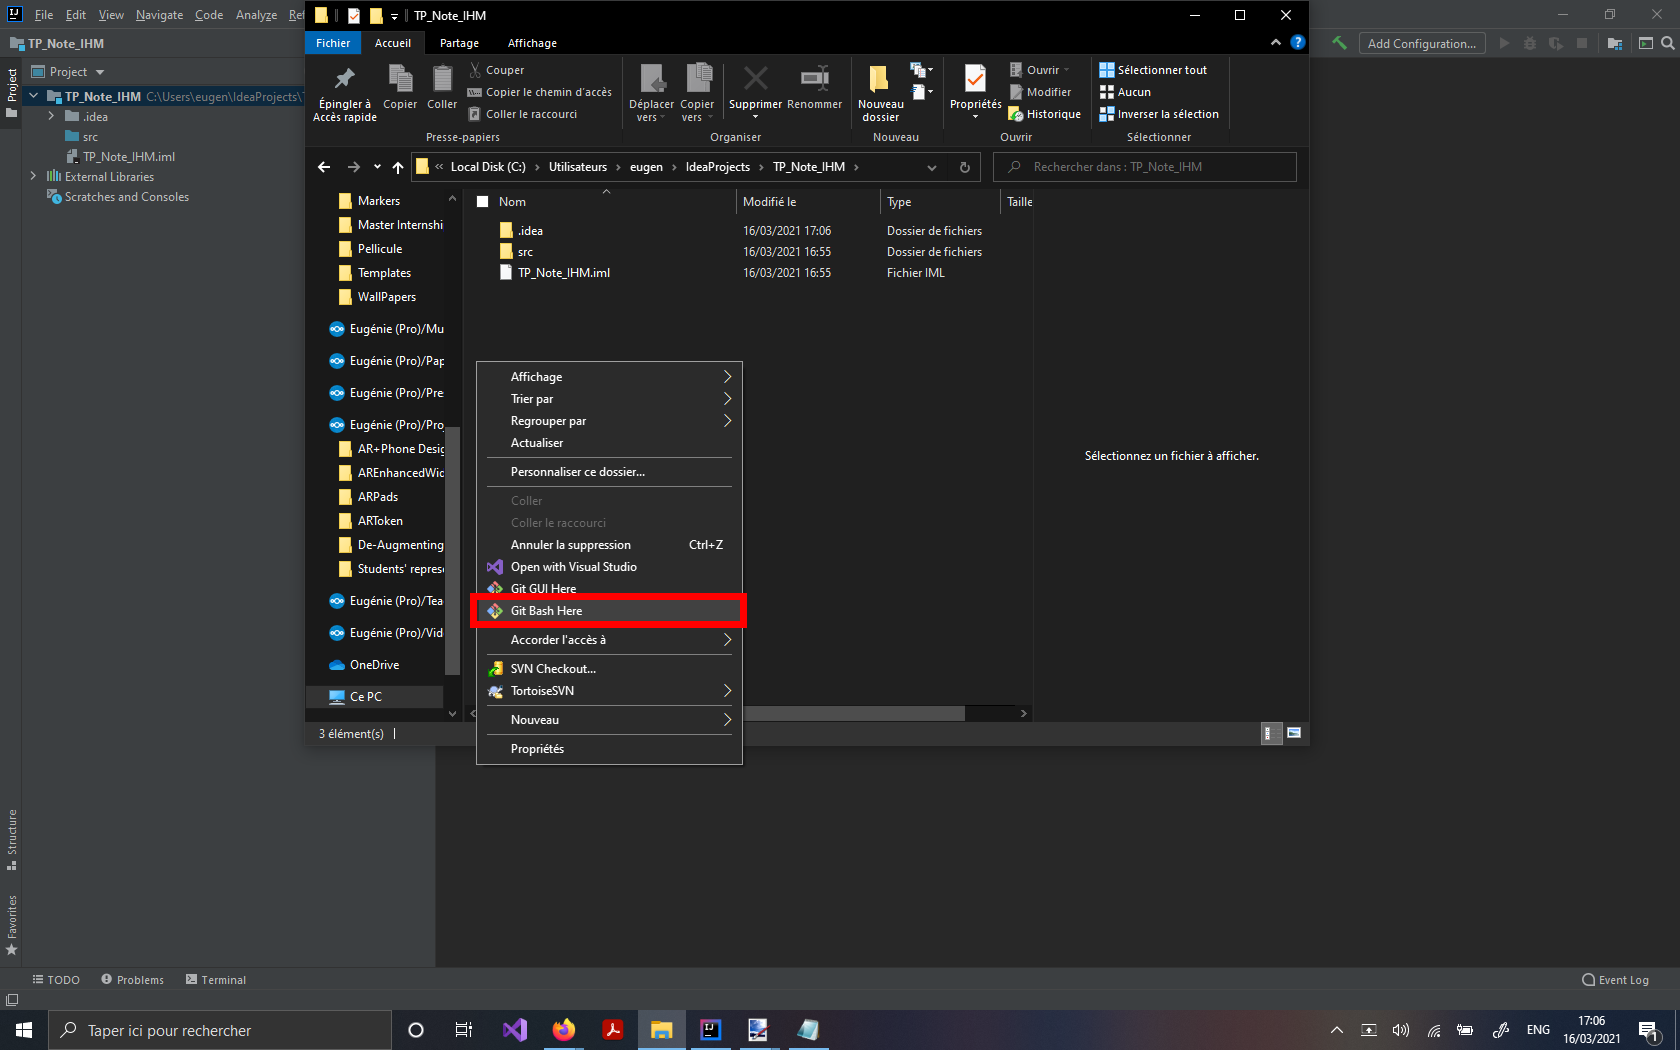 IJ File Edit View Navigate Code Analyze Ref
TP_Note_IHM
Add Configuration...
Project
Project
TP_Note_IHM C:\Users\eugen\IdeaProjects\T
.idea
src
TP_Note_IHM.iml
External Libraries
Scratches and Consoles
Structure
Favorites
TP_Note_IHM
Fichier Accueil Partage Affichage
Épingler à Accès rapide
Copier
Coller
Couper
Copier le chemin d'accès
Coller le raccourci
Presse-papiers
Déplacer vers
Copier vers
Supprimer
Renommer
Organiser
Nouveau dossier
Nouveau
Propriétés
Ouvrir
Modifier
Historique
Ouvrir
Sélectionner tout
Aucun
Inverser la sélection
Sélectionner
« Local Disk (C:) › Utilisateurs › eugen › IdeaProjects › TP_Note_IHM ›
Rechercher dans : TP_Note_IHM
Markers
Master Internshi
Pellicule
Templates
WallPapers
Eugénie (Pro)/Mu
Eugénie (Pro)/Pap
Eugénie (Pro)/Pre
Eugénie (Pro)/Pro
AR+Phone Desig
AREnhancedWid
ARPads
ARToken
De-Augmenting
Students' repres
Eugénie (Pro)/Tea
Eugénie (Pro)/Vid
OneDrive
Ce PC
3 élément(s)
Nom Modifié le Type Taille
.idea 16/03/2021 17:06 Dossier de fichiers
src 16/03/2021 16:55 Dossier de fichiers
TP_Note_IHM.iml 16/03/2021 16:55 Fichier IML
Sélectionnez un fichier à afficher.
Affichage
Trier par
Regrouper par
Actualiser
Personnaliser ce dossier...
Coller
Coller le raccourci
Annuler la suppression Ctrl+Z
Open with Visual Studio
Git GUI Here
Git Bash Here
Accorder l'accès à
SVN Checkout...
TortoiseSVN
Nouveau
Propriétés
TODO Problems Terminal
Event Log
Taper ici pour rechercher
IJ
ENG
17:06
16/03/2021
1